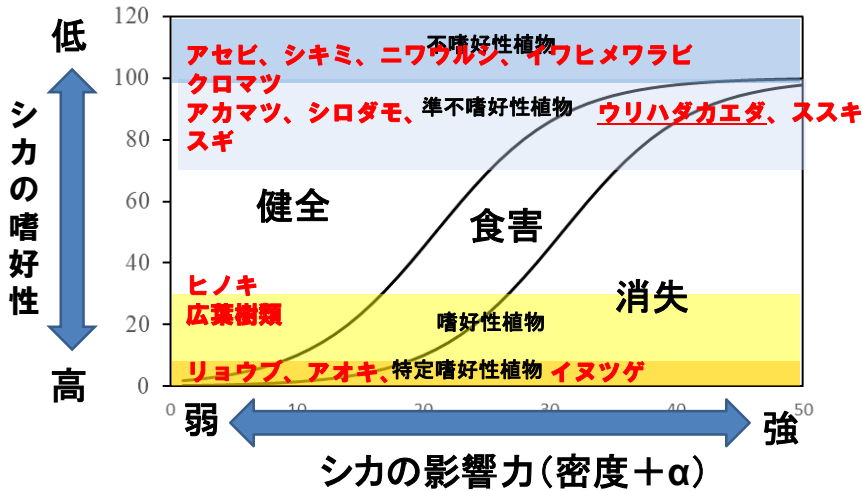 低
シカの嗜好性
高
120
100
80
60
40
20
0
不嗜好性植物
アセビ、シキミ、ニワウルシ、イワヒメワラビ
クロマツ
アカマツ、シロダモ、準不嗜好性植物 ウリハダカエダ、ススキ
スギ
健全
食害
消失
ヒノキ
広葉樹類
嗜好性植物
リョウブ、アオキ、特定嗜好性植物 イヌツゲ
0 10 20 30 40 50
弱 強
シカの影響力(密度+α)